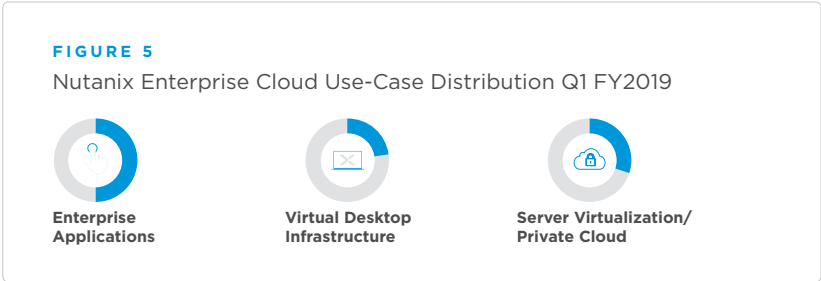 FIGURE 5
Nutanix Enterprise Cloud Use-Case Distribution Q1 FY2019
Enterprise
Applications
Virtual Desktop
Infrastructure
Server Virtualization/
Private Cloud